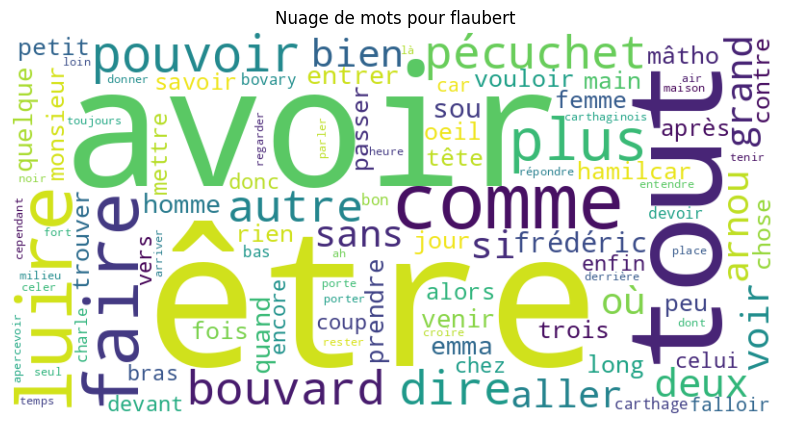 Nuage de mots pour flaubert
petit
loin
pouvoir
donner
bien
là
pécuchet
mâtho
air
maison
contre
grand
quelque
monsieur
toujours
savoir
bovary
entrer
car
vouloir
main
femme
après
avoir
mettre
regarder
parler
passer
heure
sou
oeil
tête
plus
carthaginois
répondre
hamilcar
entendre
tenir
tout
noir
donc
bon
comme
devoir
luire
cependant
fort
trouver
faire
homme
autre
vers
arriver
rien
bas
sans
ah
jour
si
frédéric
enfin
derrière
place
arnou
chose
être
milieu
celer
apercevoir
seul
temps
charle
fois
quand
encore
porte
porter
coup
croire
rester
prendre
alors
venir
emma
chez
trois
où
peu
dont
long
celui
voir
bras
devant
bouvard
dire
aller
deux
carthage
falloir